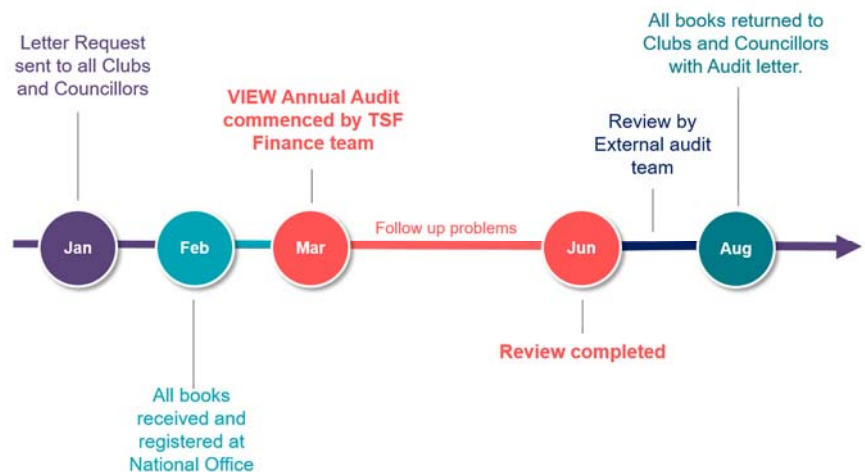 Letter Request
sent to all Clubs
and Councillors
VIEW Annual Audit
commenced by TSF
Finance team
Review by
External audit
team
All books returned to
Clubs and Councillors
with Audit letter.
Jan
Feb
Mar
Follow up problems
Jun
Aug
All books
received and
registered at
National Office
Review completed